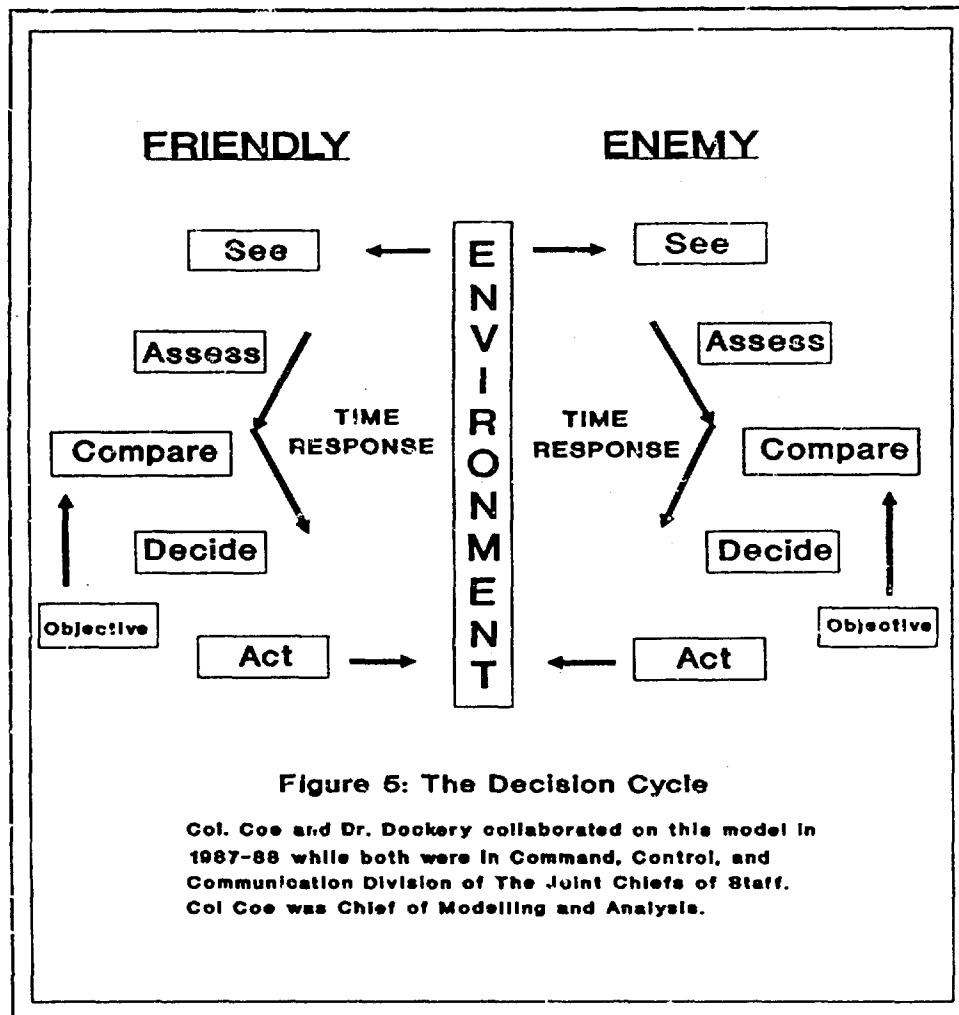 FRIENDLY
ENEMY
See
See
Assess
Assess
Compare
TIME
RESPONSE
ENVIRONMENT
TIME
RESPONSE
Compare
Decide
Decide
Objective
Objective
Act
Act
Figure 5: The Decision Cycle
Col. Coe and Dr. Dockery collaborated on this model in
1987-88 while both were in Command, Control, and
Communication Division of The Joint Chiefs of Staff.
Col Coe was Chief of Modelling and Analysis.